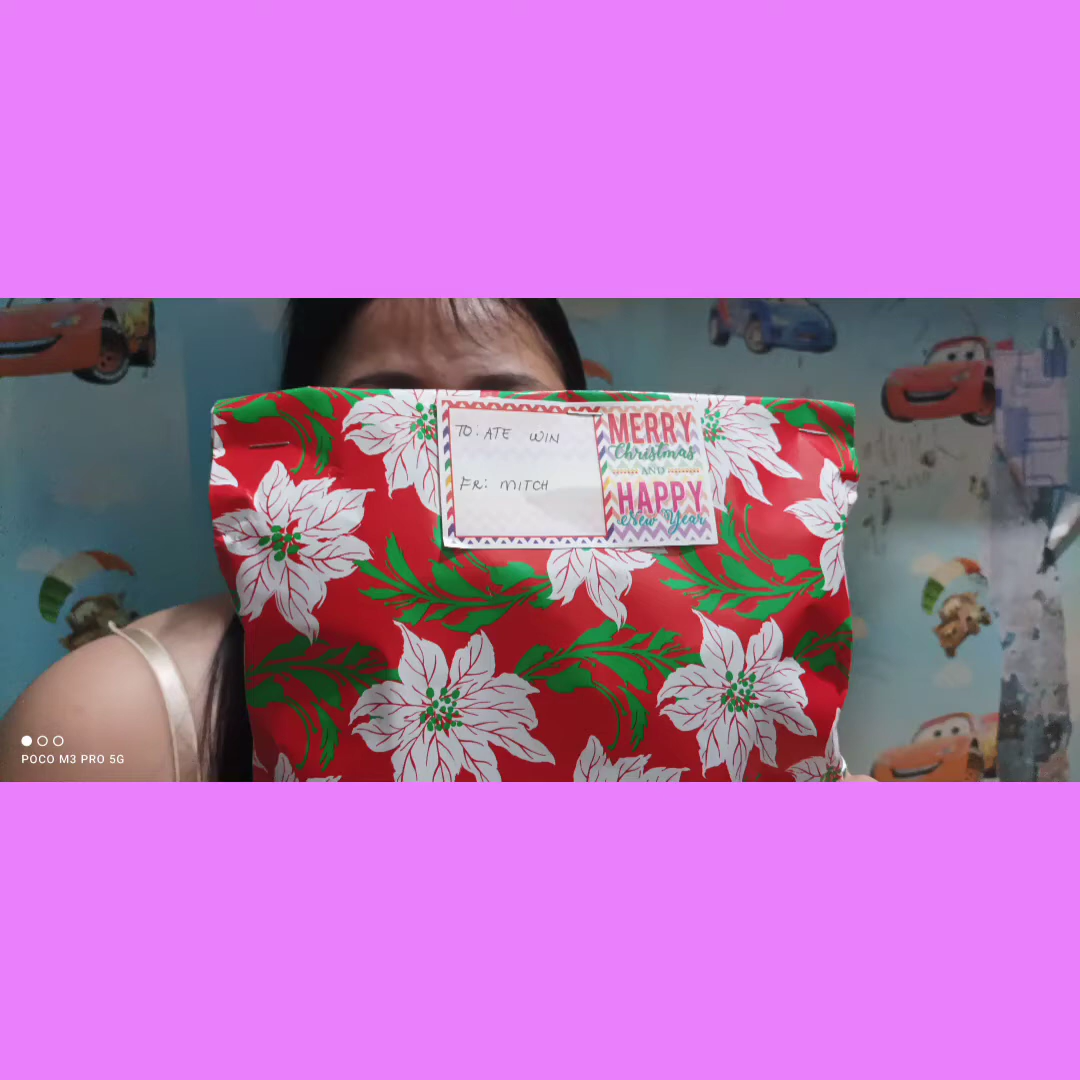 TO: ATE WIN
FR: MITCH
MERRY
Christmas
AND
HAPPY
New Year
POCO M3 PRO 5G